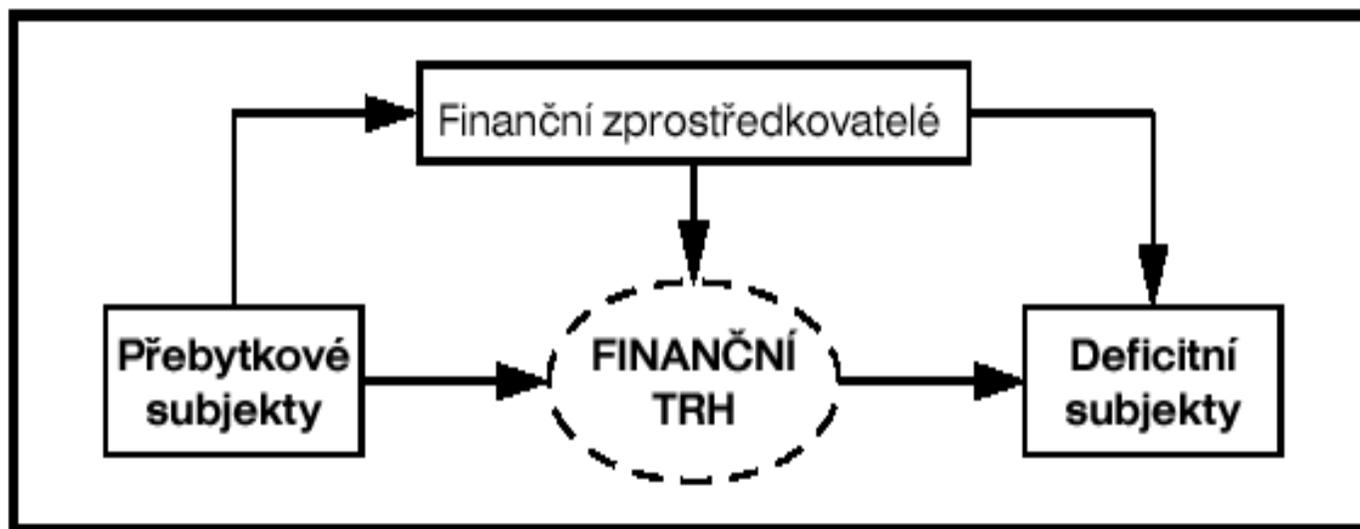 Finanční zprostředkovatelé
Přebytkové
subjekty
FINANČNÍ
TRH
Deficitní
subjekty